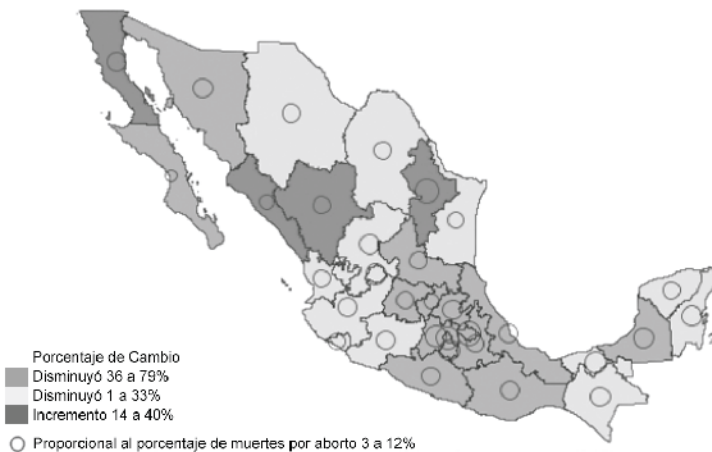 Porcentaje de Cambio
Disminuyó 36 a 79%
Disminuyó 1 a 33%
Incremento 14 a 40%
Proporcional al porcentaje de muertes por aborto 3 a 12%